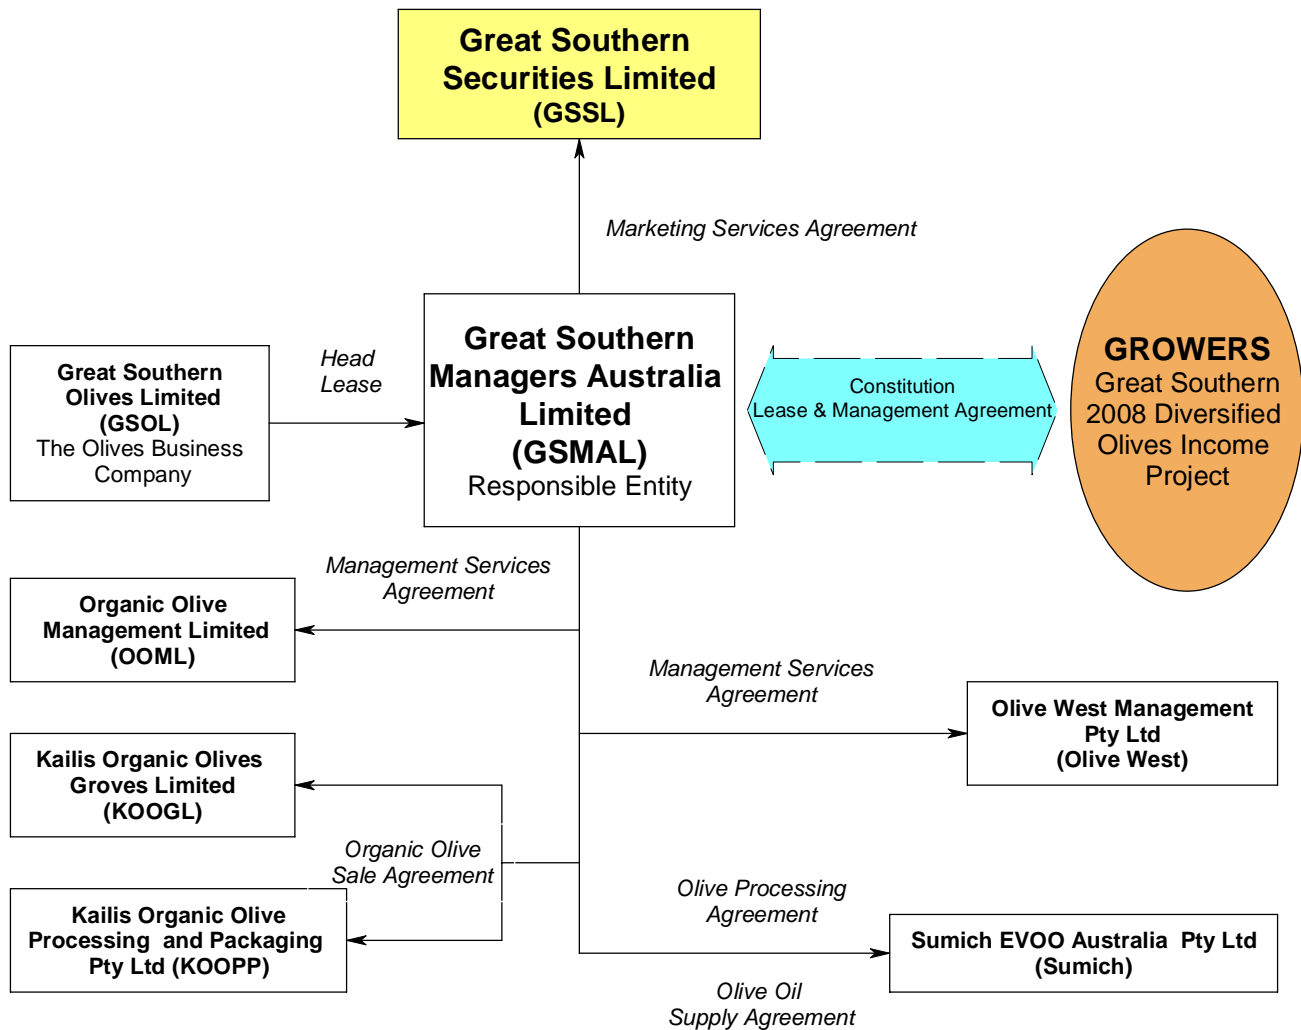 Great Southern
Securities Limited
(GSSL)
Marketing Services Agreement
Great Southern
Olives Limited
(GSOL)
The Olives Business
Company
Head
Lease
Great Southern
Managers Australia
Limited
(GSMAL)
Responsible Entity
Constitution
Lease & Management Agreement
GROWERS
Great Southern
2008 Diversified
Olives Income
Project
Management Services
Agreement
Organic Olive
Management Limited
(OOML)
Management Services
Agreement
Olive West Management
Pty Ltd
(Olive West)
Kailis Organic Olives
Groves Limited
(KOOGL)
Organic Olive
Sale Agreement
Kailis Organic Olive
Processing and Packaging
Pty Ltd (KOOPP)
Olive Processing
Agreement
Sumich EVOO Australia Pty Ltd
(Sumich)
Olive Oil
Supply Agreement